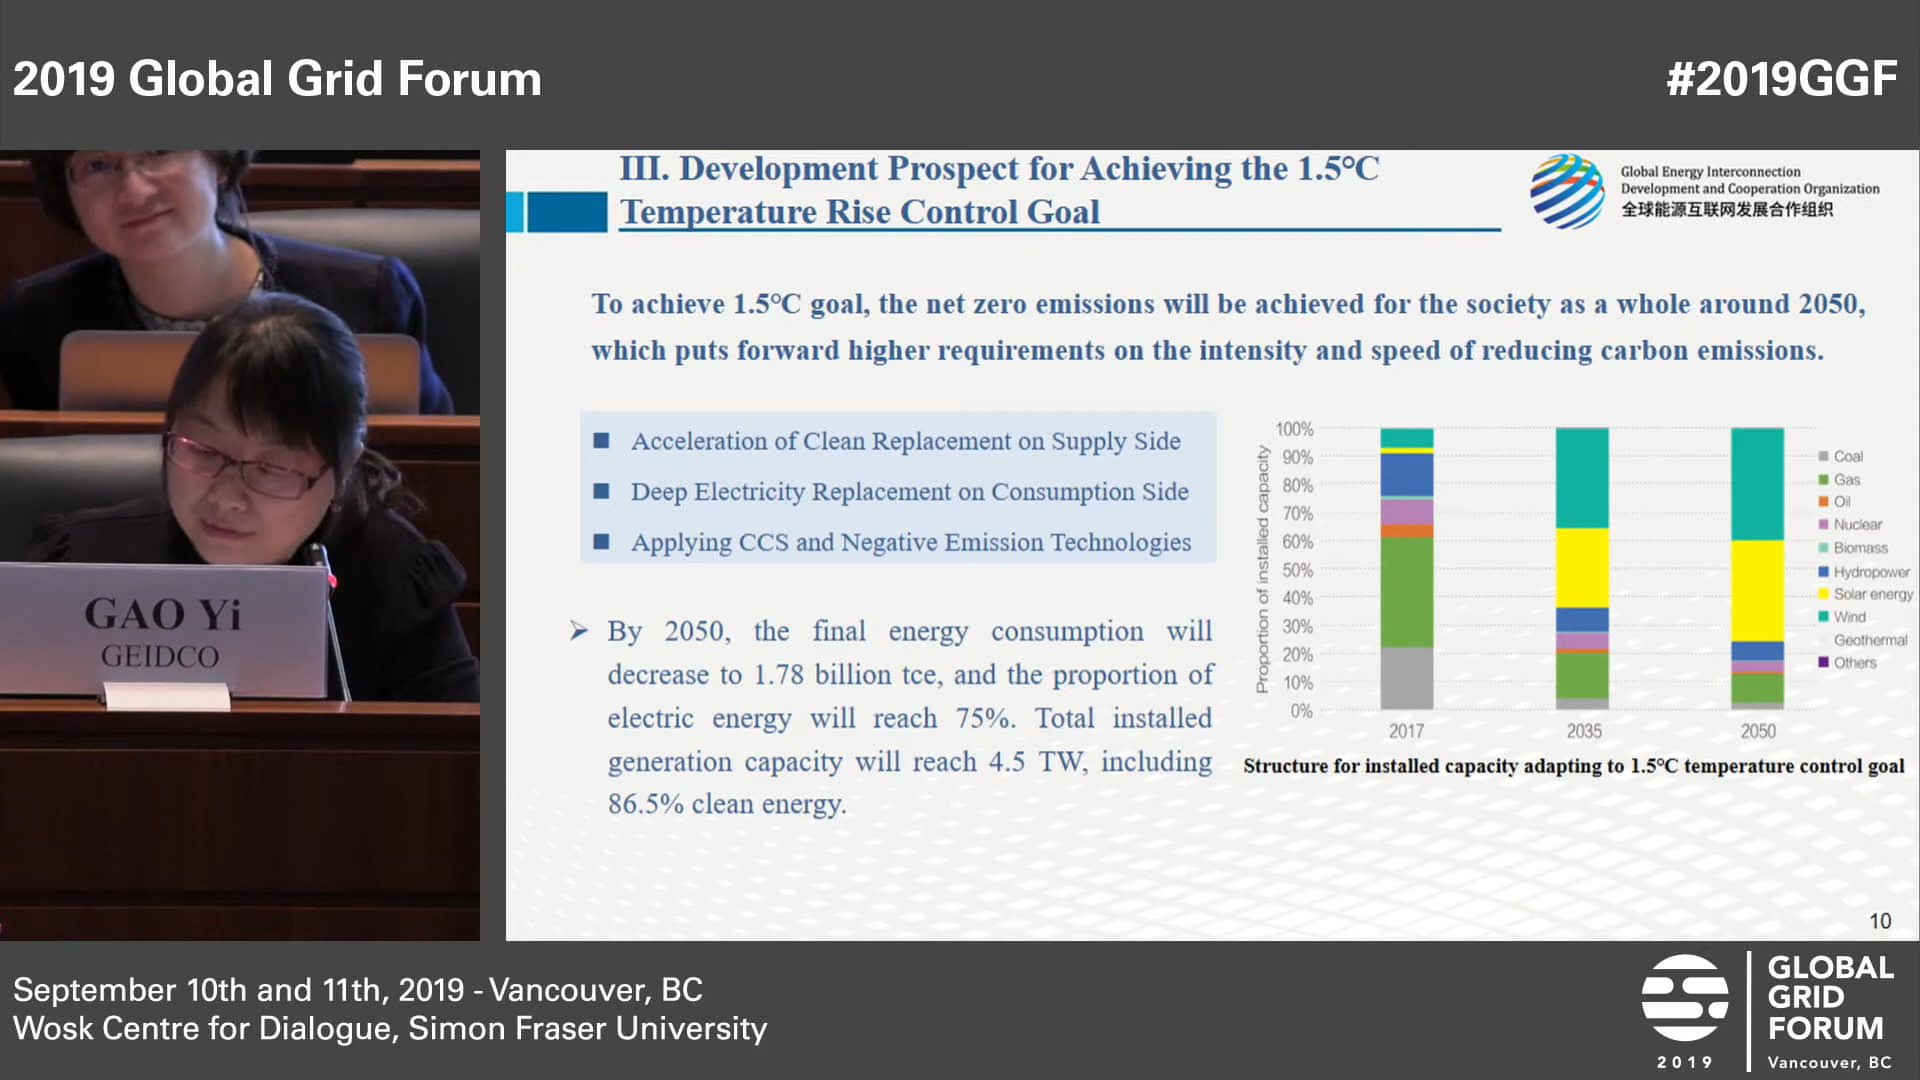 2019 Global Grid Forum
#2019GGF
III. Development Prospect for Achieving the 1.5℃
Temperature Rise Control Goal
Global Energy Interconnection
Development and Cooperation Organization
全球能源互联网发展合作组织
To achieve 1.5℃ goal, the net zero emissions will be achieved for the society as a whole around 2050,
which puts forward higher requirements on the intensity and speed of reducing carbon emissions.
■ Acceleration of Clean Replacement on Supply Side
■ Deep Electricity Replacement on Consumption Side
■ Applying CCS and Negative Emission Technologies
➢ By 2050, the final energy consumption will
decrease to 1.78 billion tce, and the proportion of
electric energy will reach 75%. Total installed
generation capacity will reach 4.5 TW, including
86.5% clean energy.
Proportion of installed capacity
100%
90%
80%
70%
60%
50%
40%
30%
20%
10%
0%
2017
2035
2050
Coal
Gas
Oil
Nuclear
Biomass
Hydropower
Solar energy
Wind
Geothermal
Others
Structure for installed capacity adapting to 1.5℃ temperature control goal
10
GAO Yi
GEIDCO
September 10th and 11th, 2019 - Vancouver, BC
Wosk Centre for Dialogue, Simon Fraser University
2019
GLOBAL
GRID
FORUM
Vancouver, BC